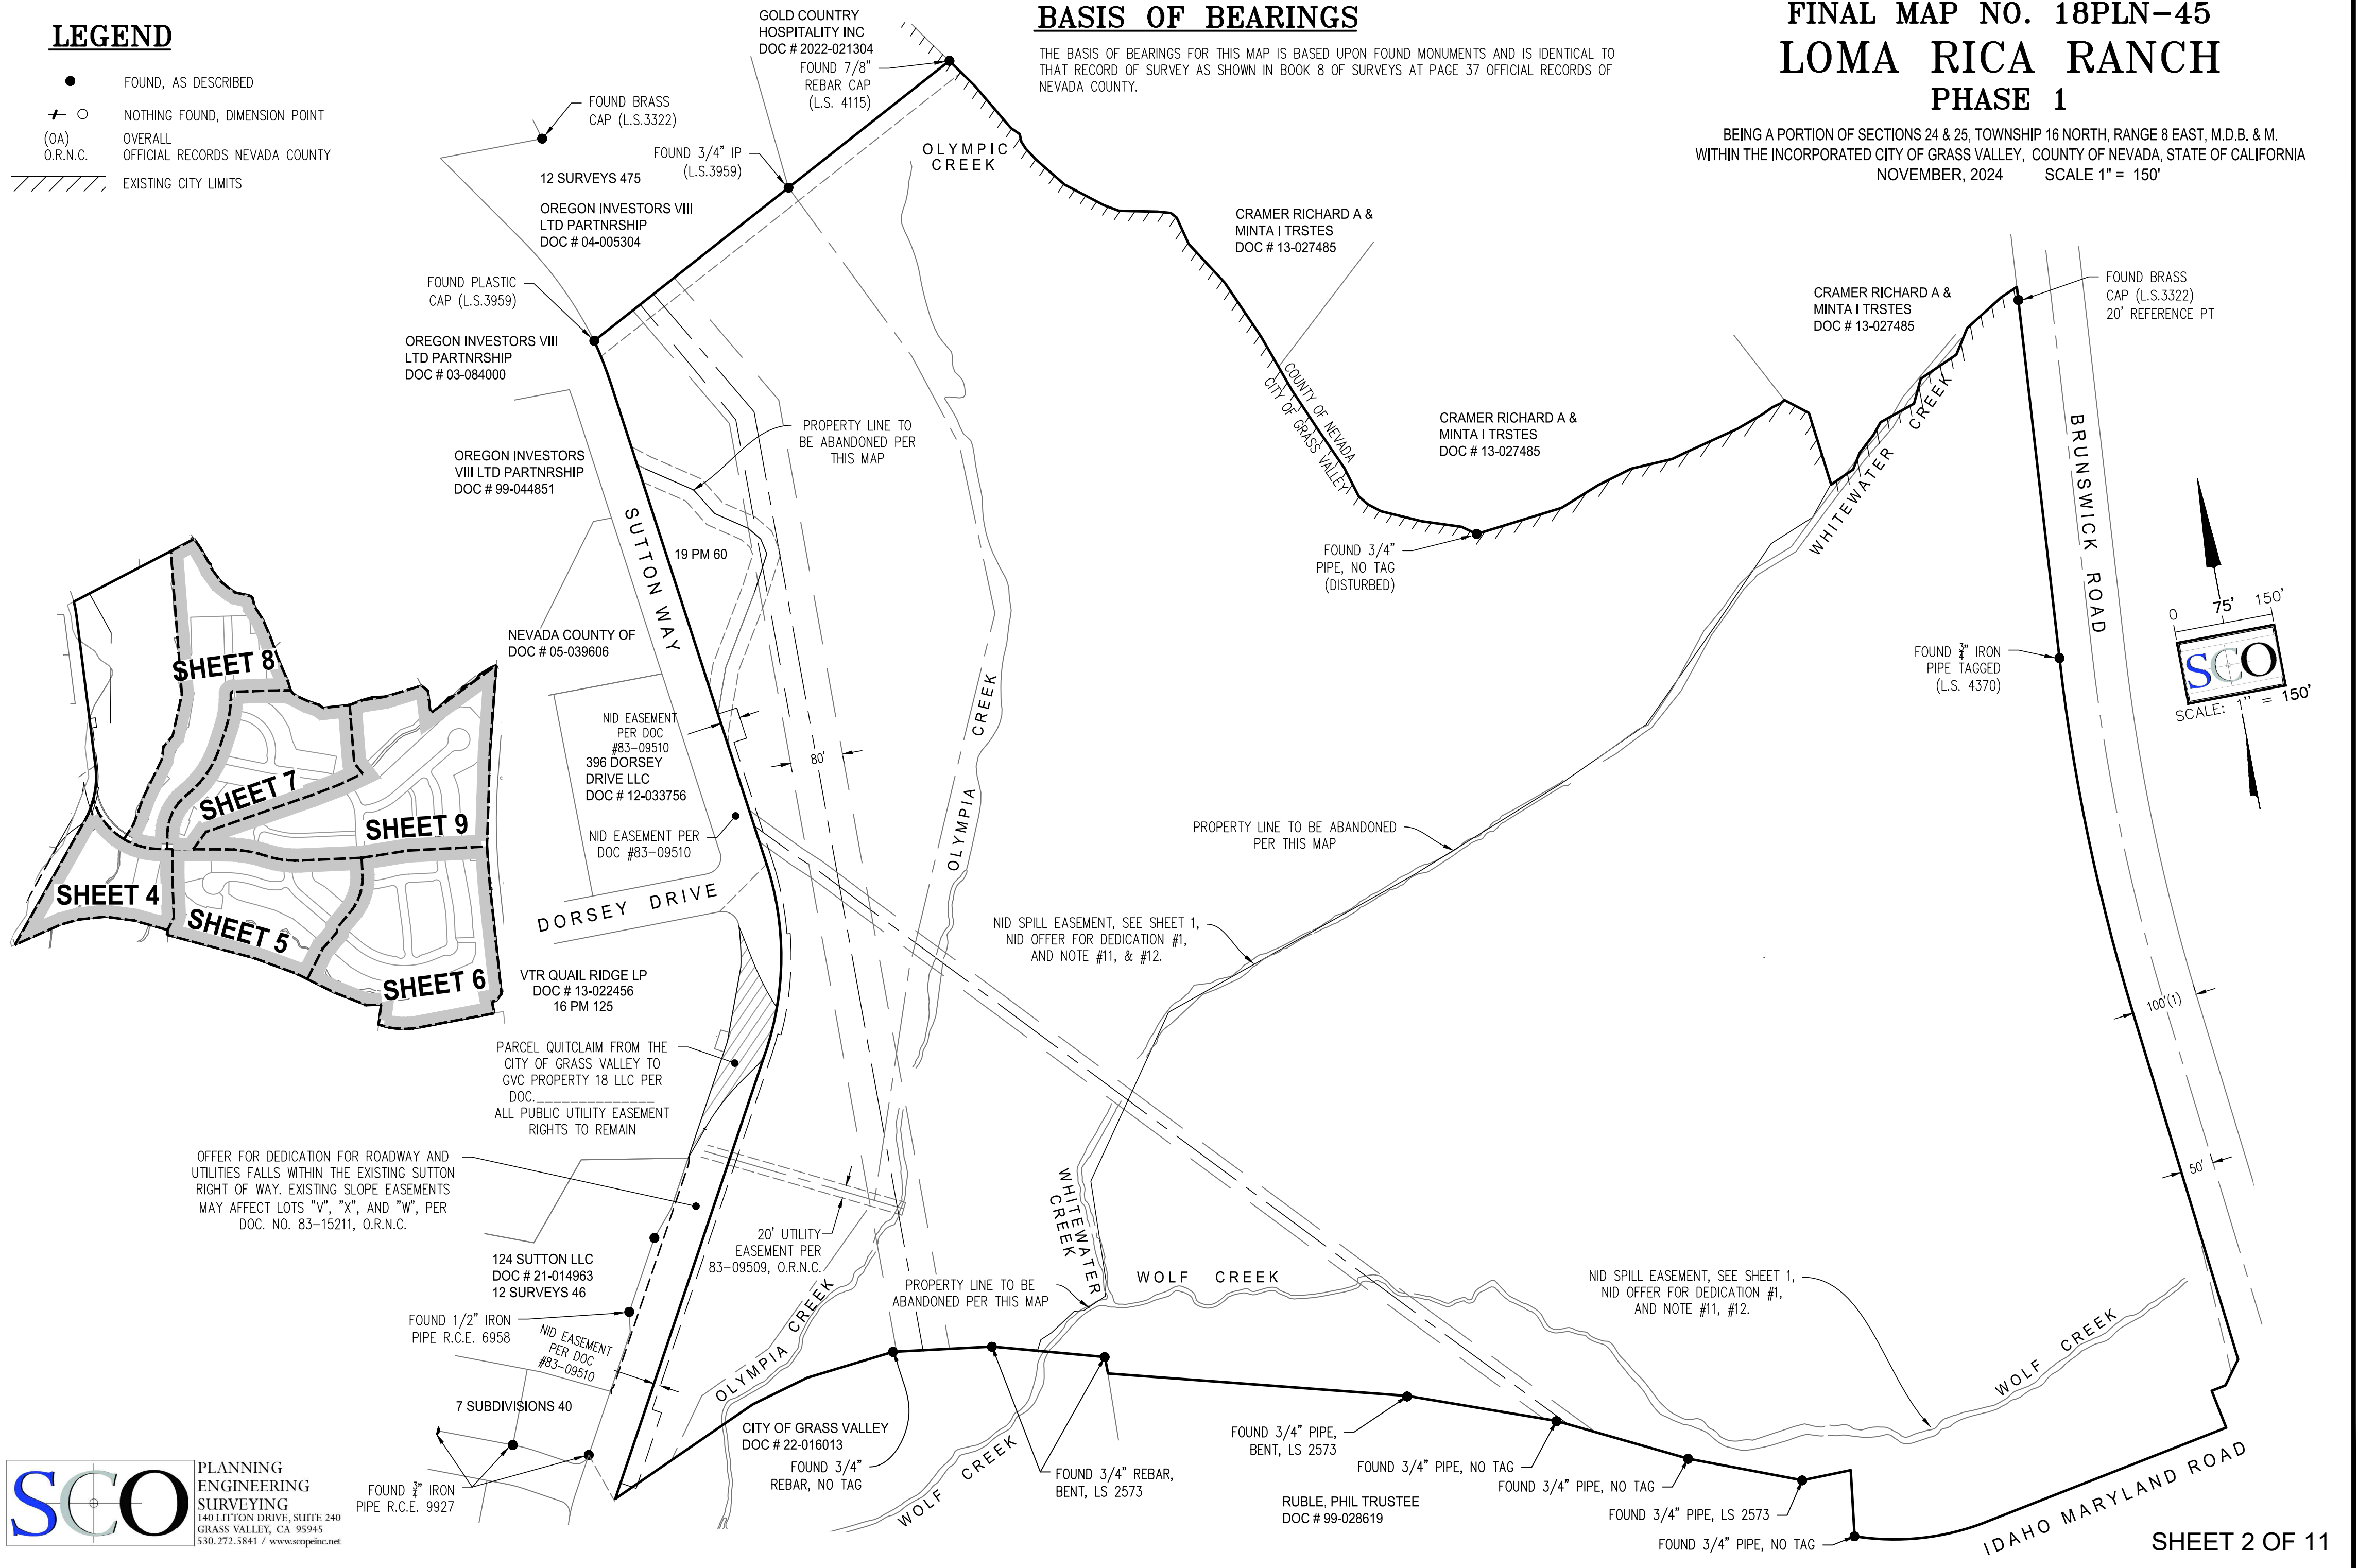 LEGEND
FOUND, AS DESCRIBED
NOTHING FOUND, DIMENSION POINT
(OA) OVERALL
O.R.N.C. OFFICIAL RECORDS NEVADA COUNTY
EXISTING CITY LIMITS
BASIS OF BEARINGS
THE BASIS OF BEARINGS FOR THIS MAP IS BASED UPON FOUND MONUMENTS AND IS IDENTICAL TO
THAT RECORD OF SURVEY AS SHOWN IN BOOK 8 OF SURVEYS AT PAGE 37 OFFICIAL RECORDS OF
NEVADA COUNTY.
FINAL MAP NO. 18PLN-45
LOMA RICA RANCH
PHASE 1
BEING A PORTION OF SECTIONS 24 & 25, TOWNSHIP 16 NORTH, RANGE 8 EAST, M.D.B. & M.
WITHIN THE INCORPORATED CITY OF GRASS VALLEY, COUNTY OF NEVADA, STATE OF CALIFORNIA
NOVEMBER, 2024 SCALE 1" = 150'
GOLD COUNTRY
HOSPITALITY INC
DOC # 2022-021304
FOUND 7/8"
REBAR CAP
(L.S. 4115)
FOUND BRASS
CAP (L.S.3322)
FOUND 3/4" IP
(L.S.3959)
12 SURVEYS 475
OREGON INVESTORS VIII
LTD PARTNRSHIP
DOC # 04-005304
OLYMPIC
CREEK
FOUND PLASTIC
CAP (L.S.3959)
OREGON INVESTORS VIII
LTD PARTNRSHIP
DOC # 03-084000
OREGON INVESTORS
VIII LTD PARTNRSHIP
DOC # 99-044851
PROPERTY LINE TO
BE ABANDONED PER
THIS MAP
SUTTON WAY
19 PM 60
CRAMER RICHARD A &
MINTA I TRSTES
DOC # 13-027485
COUNTY OF NEVADA
CITY OF GRASS VALLEY
CRAMER RICHARD A &
MINTA I TRSTES
DOC # 13-027485
CRAMER RICHARD A &
MINTA I TRSTES
DOC # 13-027485
FOUND BRASS
CAP (L.S.3322)
20' REFERENCE PT
WHITEWATER CREEK
BRUNSWICK ROAD
FOUND 3/4"
PIPE, NO TAG
(DISTURBED)
FOUND 3/4" IRON
PIPE TAGGED
(L.S. 4370)
0 75' 150'
SCO
SCALE: 1" = 150'
NEVADA COUNTY OF
DOC # 05-039606
NID EASEMENT
PER DOC
#83-09510
396 DORSEY
DRIVE LLC
DOC # 12-033756
NID EASEMENT PER
DOC #83-09510
80'
OLYMPIA CREEK
DORSEY DRIVE
SHEET 8
SHEET 7
SHEET 9
SHEET 4
SHEET 5
SHEET 6
PROPERTY LINE TO BE ABANDONED
PER THIS MAP
NID SPILL EASEMENT, SEE SHEET 1,
NID OFFER FOR DEDICATION #1,
AND NOTE #11, & #12.
VTR QUAIL RIDGE LP
DOC # 13-022456
16 PM 125
PARCEL QUITCLAIM FROM THE
CITY OF GRASS VALLEY TO
GVC PROPERTY 18 LLC PER
DOC.______________
ALL PUBLIC UTILITY EASEMENT
RIGHTS TO REMAIN
100'(1)
50'
OFFER FOR DEDICATION FOR ROADWAY AND
UTILITIES FALLS WITHIN THE EXISTING SUTTON
RIGHT OF WAY. EXISTING SLOPE EASEMENTS
MAY AFFECT LOTS "V", "X", AND "W", PER
DOC. NO. 83-15211, O.R.N.C.
20' UTILITY
EASEMENT PER
83-09509, O.R.N.C.
124 SUTTON LLC
DOC # 21-014963
12 SURVEYS 46
FOUND 1/2" IRON
PIPE R.C.E. 6958
NID EASEMENT
PER DOC
#83-09510
WHITEWATER
CREEK
WOLF CREEK
PROPERTY LINE TO BE
ABANDONED PER THIS MAP
OLYMPIA CREEK
NID SPILL EASEMENT, SEE SHEET 1,
NID OFFER FOR DEDICATION #1,
AND NOTE #11, #12.
WOLF CREEK
7 SUBDIVISIONS 40
FOUND 3/4" IRON
PIPE R.C.E. 9927
CITY OF GRASS VALLEY
DOC # 22-016013
FOUND 3/4"
REBAR, NO TAG
WOLF CREEK
FOUND 3/4" REBAR,
BENT, LS 2573
FOUND 3/4" PIPE,
BENT, LS 2573
FOUND 3/4" PIPE, NO TAG
FOUND 3/4" PIPE, NO TAG
RUBLE, PHIL TRUSTEE
DOC # 99-028619
FOUND 3/4" PIPE, LS 2573
FOUND 3/4" PIPE, NO TAG
IDAHO MARYLAND ROAD
SCO
PLANNING
ENGINEERING
SURVEYING
140 LITTON DRIVE, SUITE 240
GRASS VALLEY, CA 95945
530.272.5841 / www.scopeinc.net
SHEET 2 OF 11